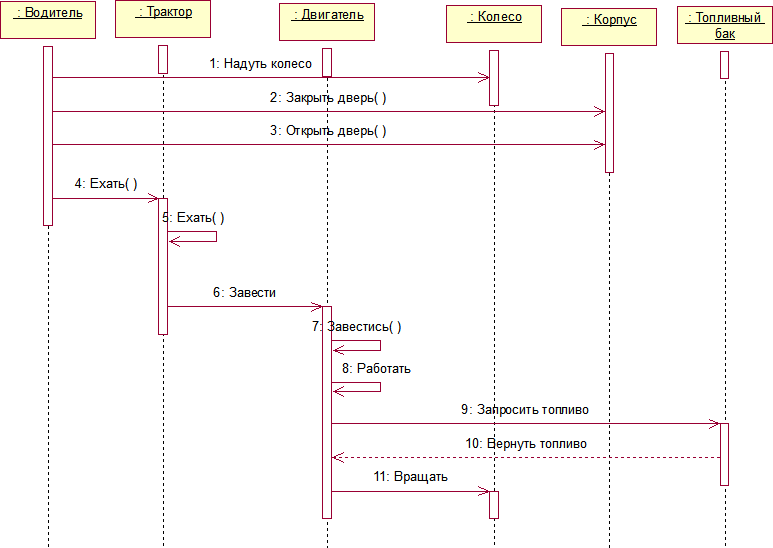 : Водитель
: Трактор
: Двигатель
: Колесо
: Корпус
: Топливный
бак
1: Надуть колесо
2: Закрыть дверь( )
3: Открыть дверь( )
4: Ехать( )
5: Ехать( )
6: Завести
7: Завестись( )
8: Работать
9: Запросить топливо
10: Вернуть топливо
11: Вращать